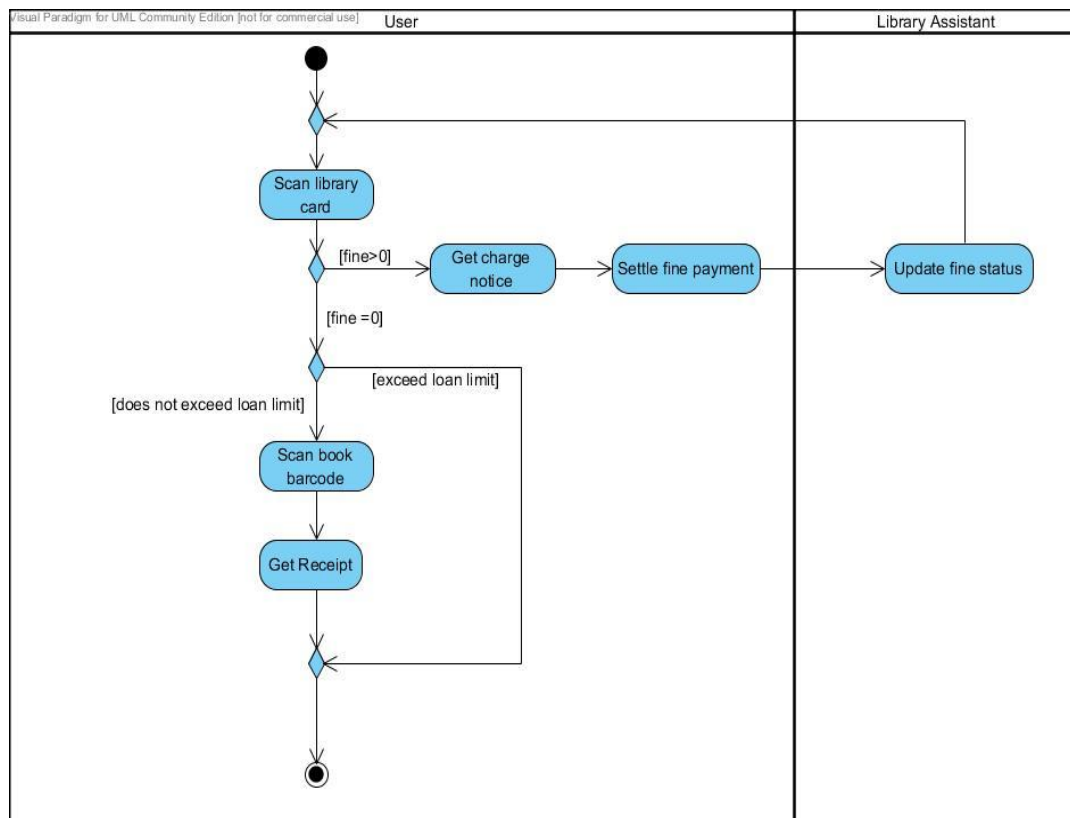 Visual Paradigm for UML Community Edition [not for commercial use]
User
Library Assistant
Scan library
card
[fine>0]
Get charge
notice
Settle fine payment
Update fine status
[fine =0]
[exceed loan limit]
[does not exceed loan limit]
Scan book
barcode
Get Receipt